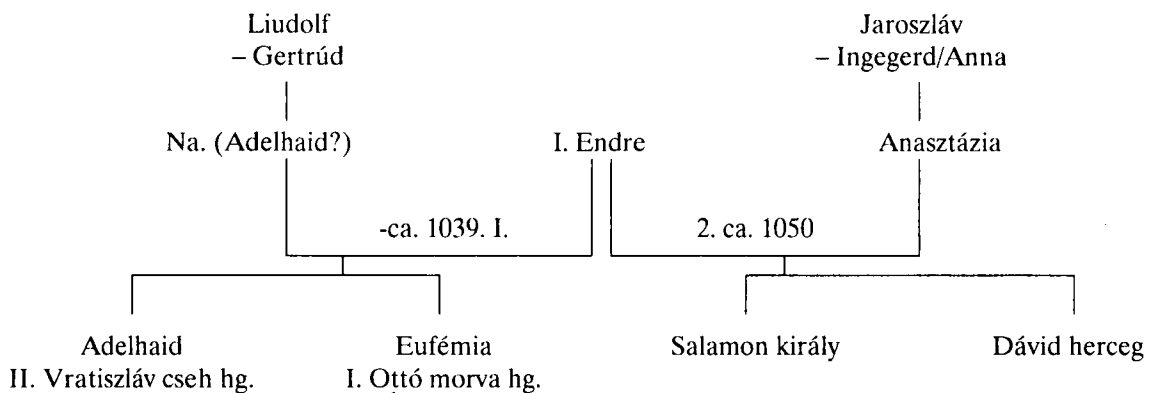 Liudolf
– Gertrúd
Jaroszláv
– Ingegerd/Anna
Na. (Adelhaid?)
I. Endre
Anasztázia
-ca. 1039. I.
2. ca. 1050
Adelhaid
II. Vratiszláv cseh hg.
Eufémia
I. Ottó morva hg.
Salamon király
Dávid herceg